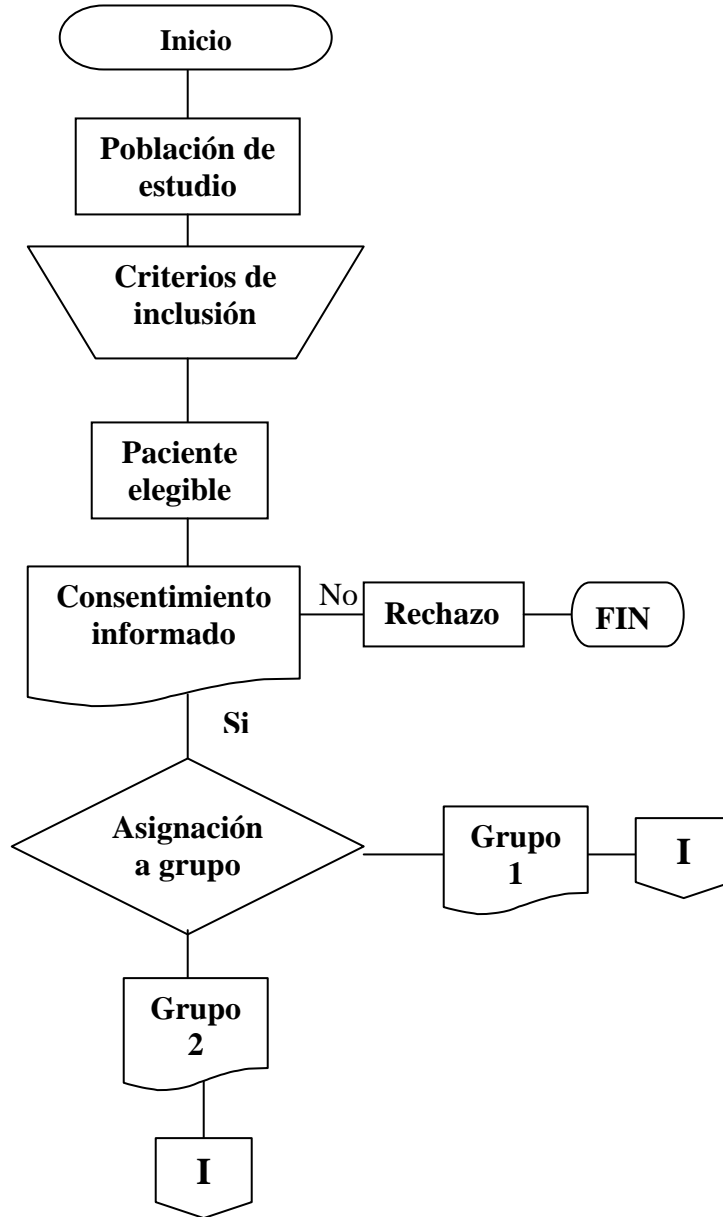 Inicio
Población de
estudio
Criterios de
inclusión
Paciente
elegible
Consentimiento
informado
No
Rechazo
FIN
Si
Asignación
a grupo
Grupo
1
I
Grupo
2
I